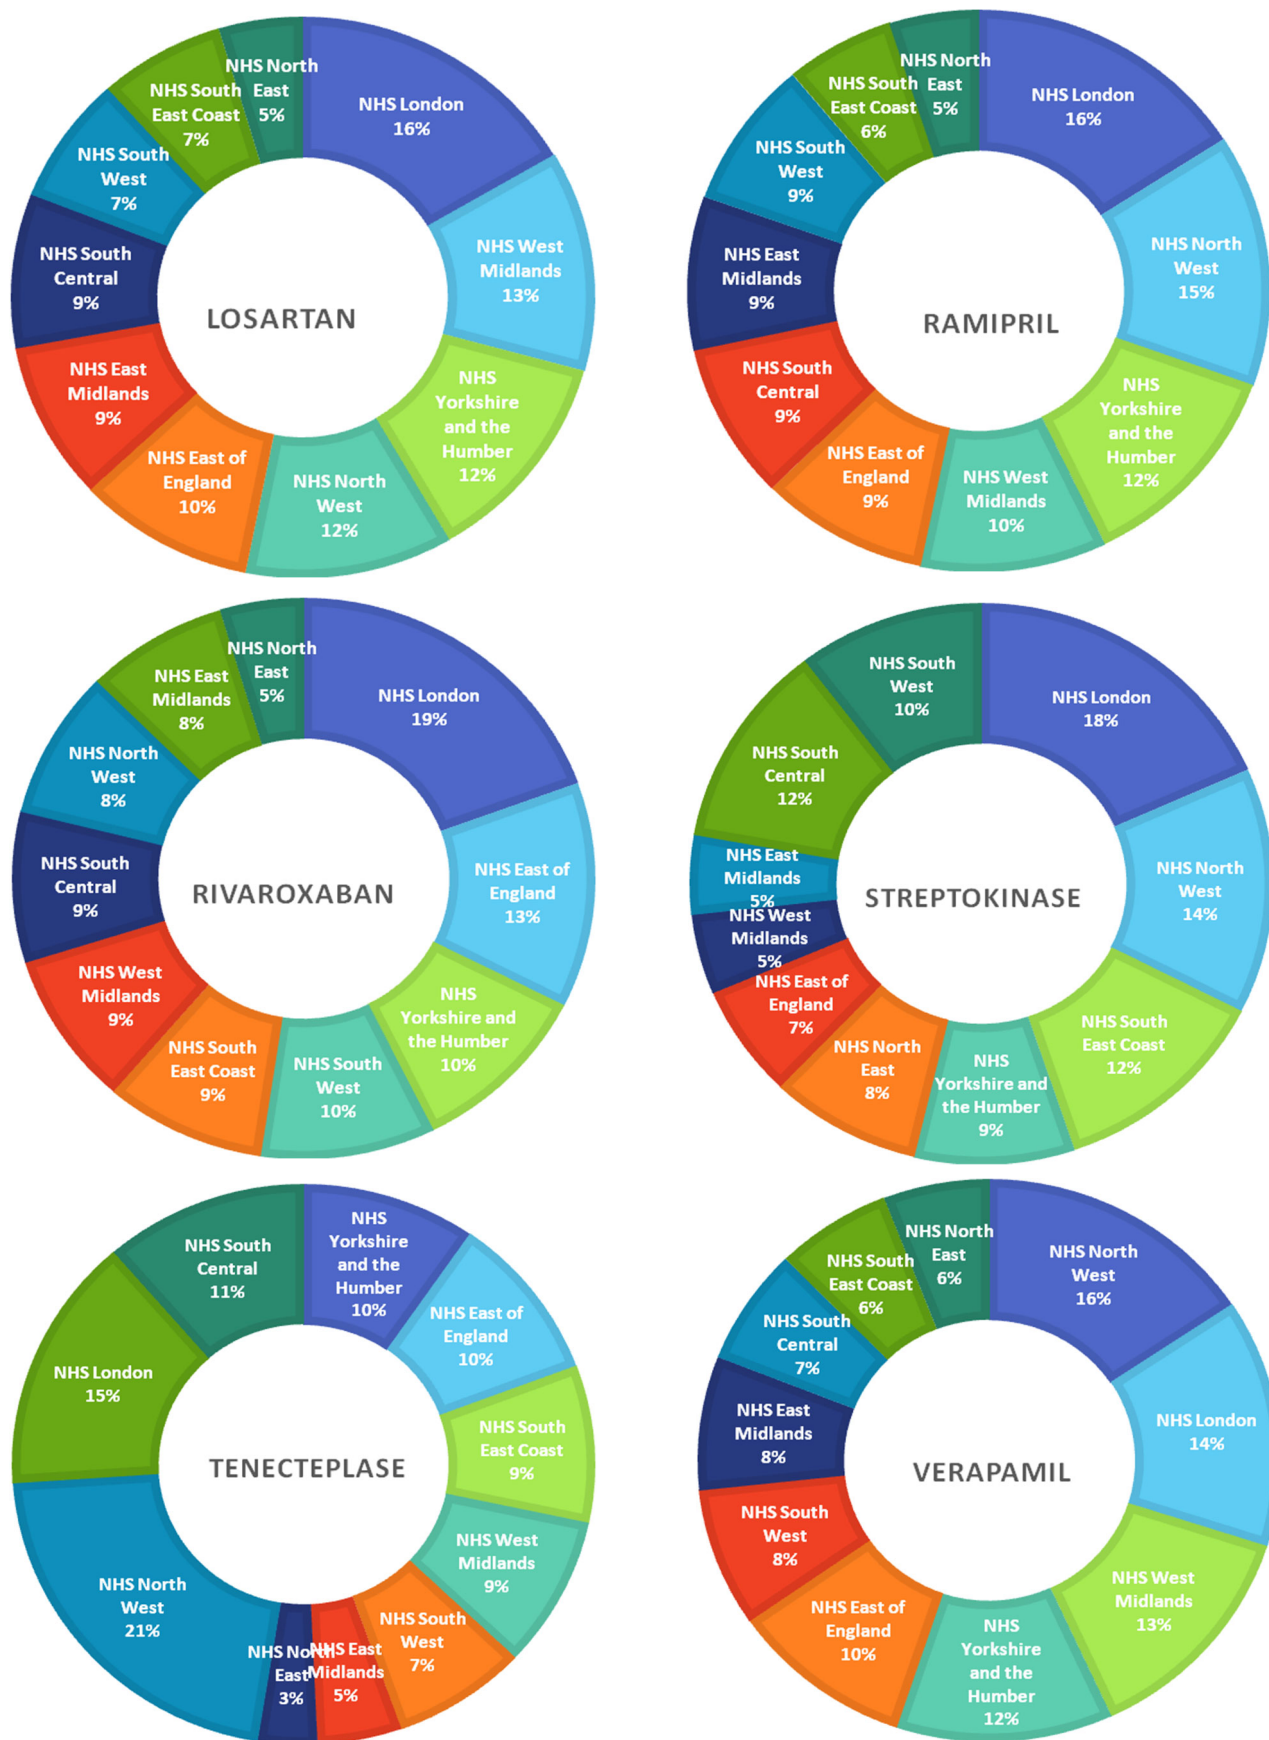 NHS London
16%
NHS West
Midlands
13%
NHS
Yorkshire
and the
Humber
12%
NHS North
West
12%
NHS East of
England
10%
NHS East
Midlands
9%
NHS South
Central
9%
NHS South
West
7%
NHS South
East Coast
7%
NHS North
East
5%
LOSARTAN
NHS London
16%
NHS North
West
15%
NHS
Yorkshire
and the
Humber
12%
NHS West
Midlands
10%
NHS East of
England
9%
NHS South
Central
9%
NHS East
Midlands
9%
NHS South
West
9%
NHS South
East Coast
6%
NHS North
East
5%
RAMIPRIL
NHS London
19%
NHS East of
England
13%
NHS
Yorkshire and
the Humber
10%
NHS South
West
10%
NHS South
East Coast
9%
NHS West
Midlands
9%
NHS South
Central
9%
NHS North
West
8%
NHS East
Midlands
8%
NHS North
East
5%
RIVAROXABAN
NHS London
18%
NHS North
West
14%
NHS South
East Coast
12%
NHS
Yorkshire and
the Humber
9%
NHS North
East
8%
NHS East of
England
7%
NHS West
Midlands
5%
NHS East
Midlands
5%
NHS South
Central
12%
NHS South
West
10%
STREPTOKINASE
NHS
Yorkshire
and the
Humber
10%
NHS East of
England
10%
NHS South
East Coast
9%
NHS West
Midlands
9%
NHS South
West
7%
NHS East
Midlands
5%
NHS North
East
3%
NHS North
West
21%
NHS London
15%
NHS South
Central
11%
TENECTEPLASE
NHS North
West
16%
NHS London
14%
NHS West
Midlands
13%
NHS
Yorkshire
and the
Humber
12%
NHS East of
England
10%
NHS South
West
8%
NHS East
Midlands
8%
NHS South
Central
7%
NHS South
East Coast
6%
NHS North
East
6%
VERAPAMIL